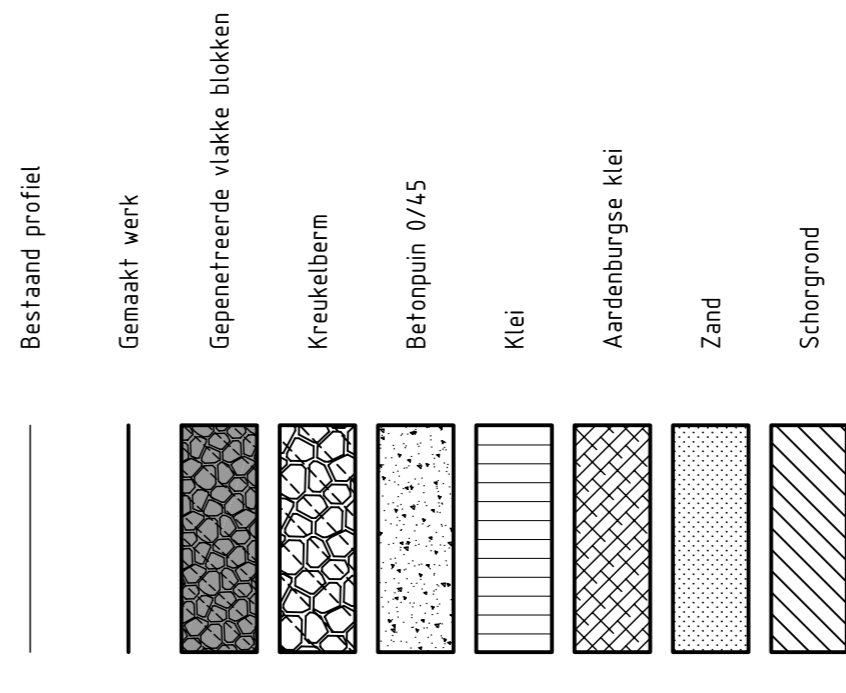 Bestaand profiel
Gemaakt werk
Gepenetreerde vlakke blokken
Kreukelberm
Betonpuin 0/45
Klei
Aardenburgse klei
Zand
Schorgrond